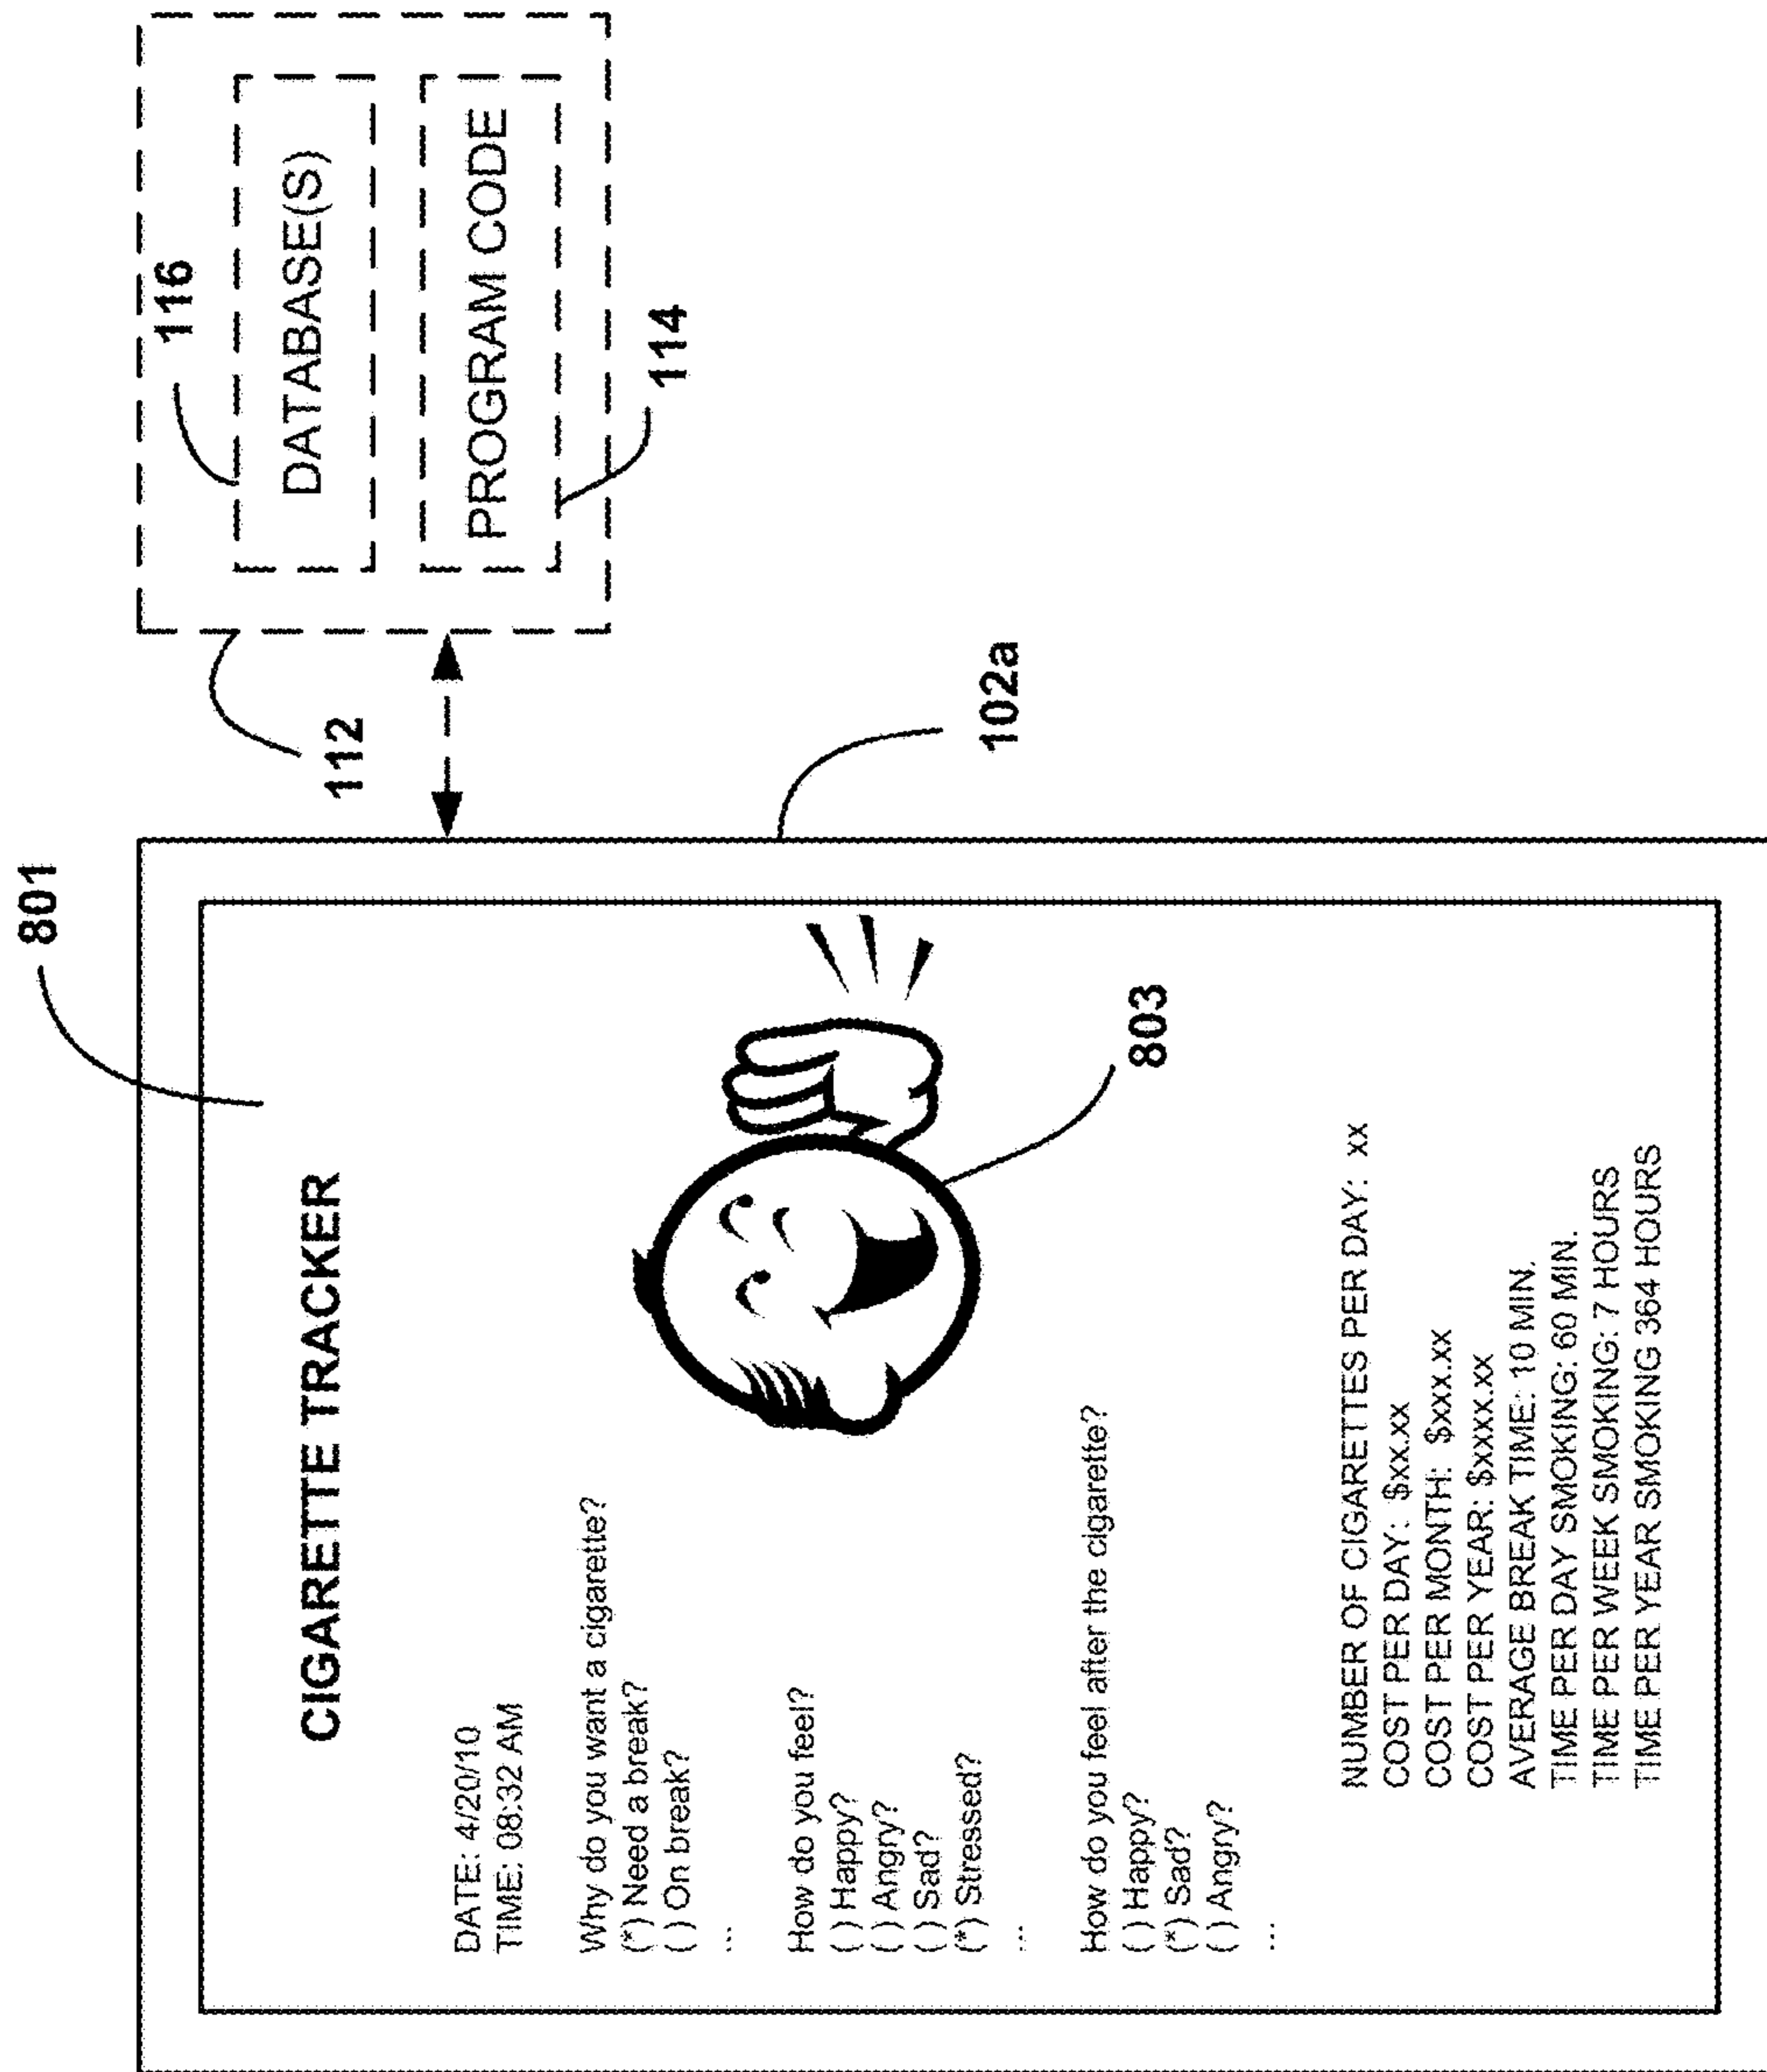 801
CIGARETTE TRACKER
DATE: 4/20/10
TIME: 08:32 AM
Why do you want a cigarette?
(*) Need a break?
( ) On break?
...
How do you feel?
( ) Happy?
( ) Angry?
( ) Sad?
(*) Stressed?
...
How do you feel after the cigarette?
( ) Happy?
(*) Sad?
( ) Angry?
...
803
NUMBER OF CIGARETTES PER DAY: xx
COST PER DAY: $xx.xx
COST PER MONTH: $xxx.xx
COST PER YEAR: $xxxx.xx
AVERAGE BREAK TIME: 10 MIN.
TIME PER DAY SMOKING: 60 MIN.
TIME PER WEEK SMOKING: 7 HOURS
TIME PER YEAR SMOKING 364 HOURS
102a
112
116
DATABASE(S)
PROGRAM CODE
114